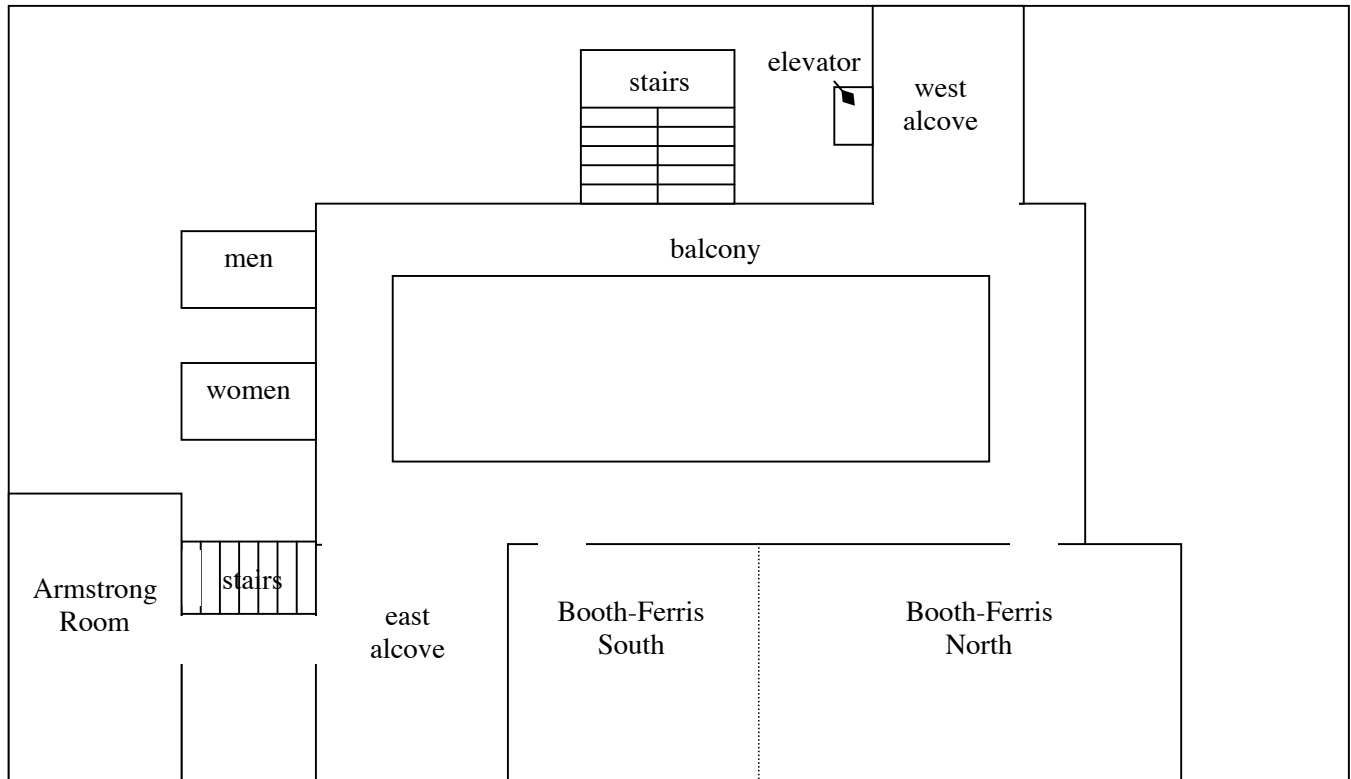 elevator
stairs
west
alcove
balcony
men
women
stairs
Armstrong
Room
east
alcove
Booth-Ferris
South
Booth-Ferris
North